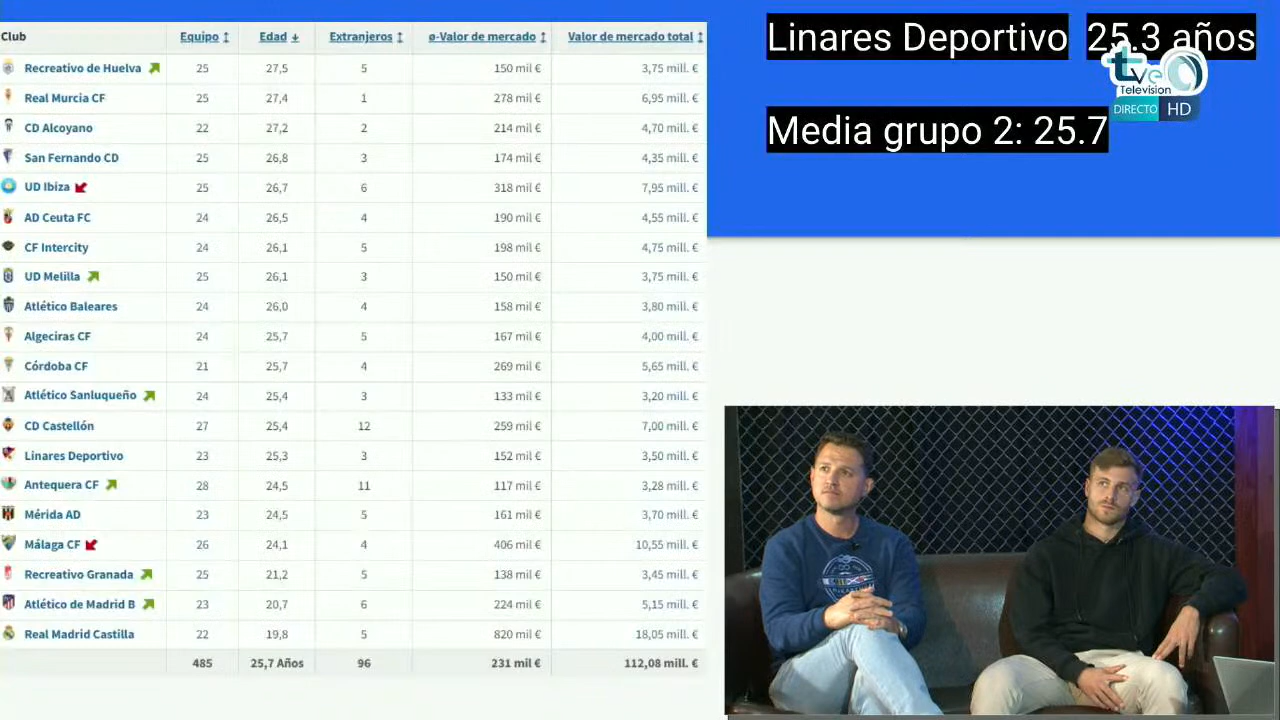 Club Equipo Edad Extranjeros ø-Valor de mercado Valor de mercado total
Recreativo de Huelva 25 27,5 5 150 mil € 3,75 mill. €
Real Murcia CF 25 27,4 1 278 mil € 6,95 mill. €
CD Alcoyano 22 27,2 2 214 mil € 4,70 mill. €
San Fernando CD 25 26,8 3 174 mil € 4,35 mill. €
UD Ibiza 25 26,7 6 318 mil € 7,95 mill. €
AD Ceuta FC 24 26,5 4 190 mil € 4,55 mill. €
CF Intercity 24 26,1 5 198 mil € 4,75 mill. €
UD Melilla 25 26,1 3 150 mil € 3,75 mill. €
Atlético Baleares 24 26,0 4 158 mil € 3,80 mill. €
Algeciras CF 24 25,7 5 167 mil € 4,00 mill. €
Córdoba CF 21 25,7 4 269 mil € 5,65 mill. €
Atlético Sanluqueño 24 25,4 3 133 mil € 3,20 mill. €
CD Castellón 27 25,4 12 259 mil € 7,00 mill. €
Linares Deportivo 23 25,3 3 152 mil € 3,50 mill. €
Antequera CF 28 24,5 11 117 mil € 3,28 mill. €
Mérida AD 23 24,5 5 161 mil € 3,70 mill. €
Málaga CF 26 24,1 4 406 mil € 10,55 mill. €
Recreativo Granada 25 21,2 5 138 mil € 3,45 mill. €
Atlético de Madrid B 23 20,7 6 224 mil € 5,15 mill. €
Real Madrid Castilla 22 19,8 5 820 mil € 18,05 mill. €
485 25,7 Años 96 231 mil € 112,08 mill. €
Linares Deportivo 25.3 años
tve
Television
DIRECTO HD
Media grupo 2: 25.7